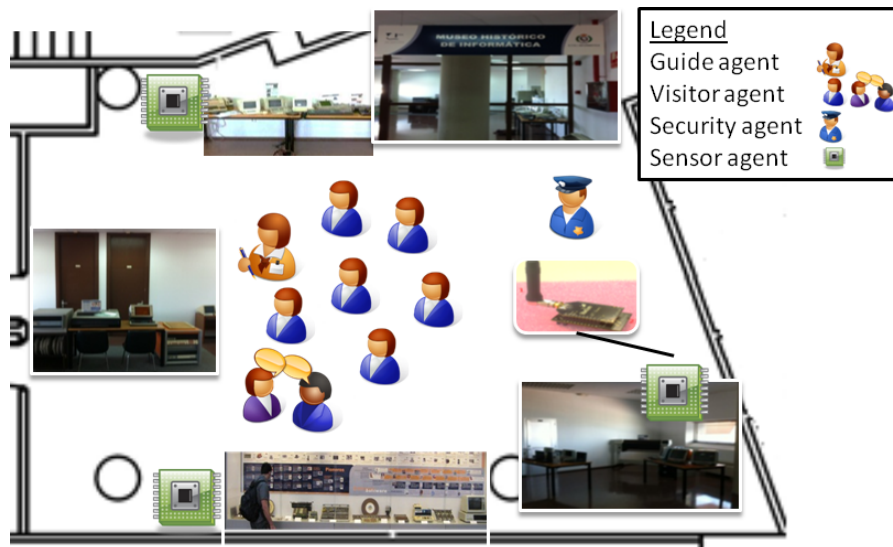 MUSEO HISTÓRICO
DE INFORMÁTICA
Legend
Guide agent
Visitor agent
Security agent
Sensor agent